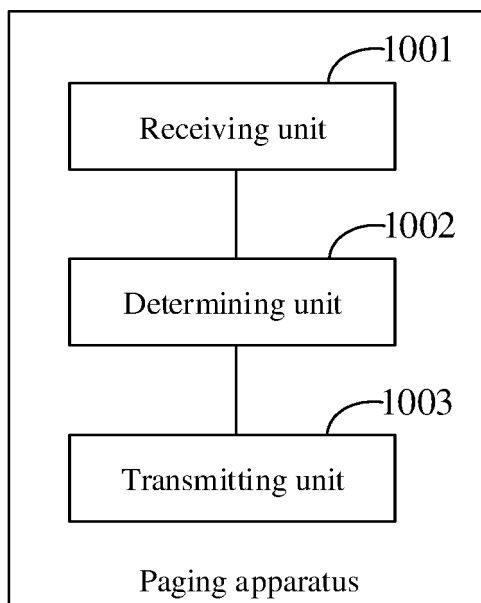 1001
Receiving unit
1002
Determining unit
1003
Transmitting unit
Paging apparatus